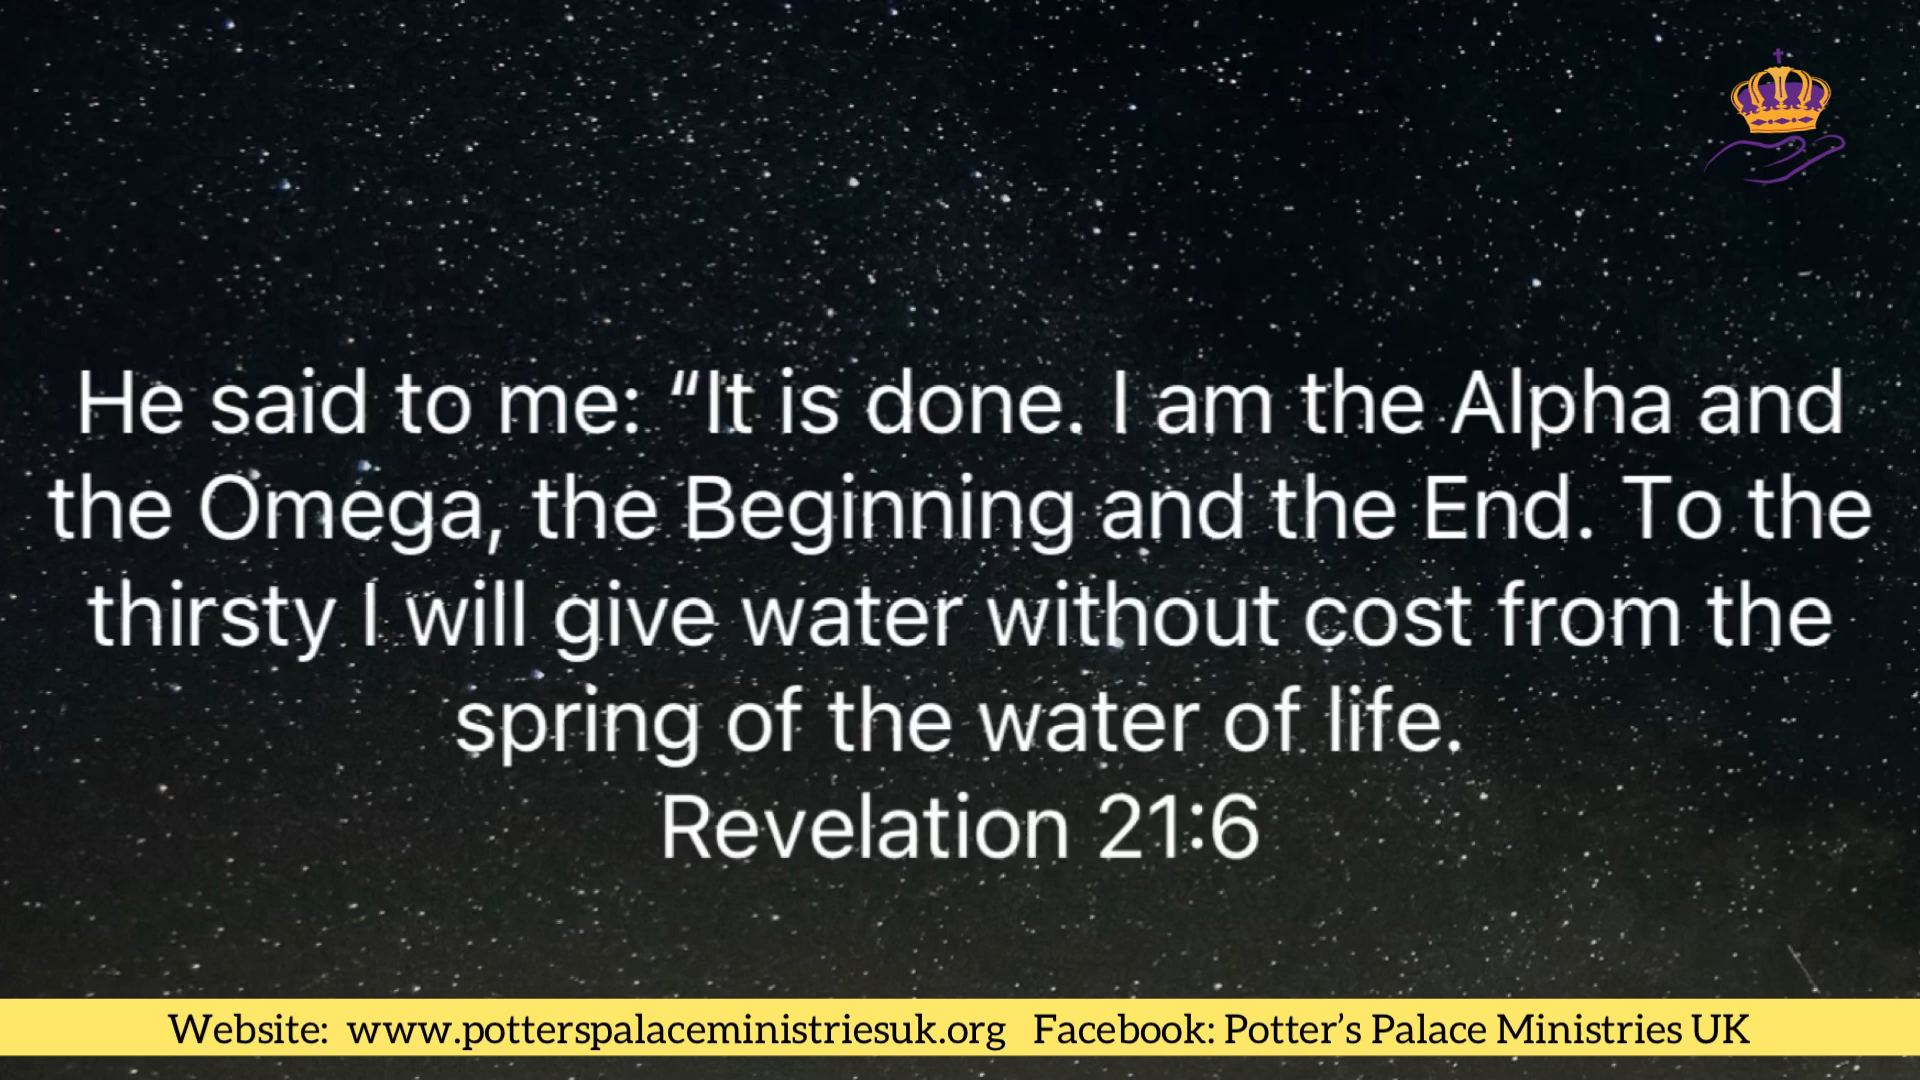 He said to me: “It is done. I am the Alpha and
the Omega, the Beginning and the End. To the
thirsty I will give water without cost from the
spring of the water of life.
Revelation 21:6
Website: www.potterspalaceministriesuk.org Facebook: Potter’s Palace Ministries UK